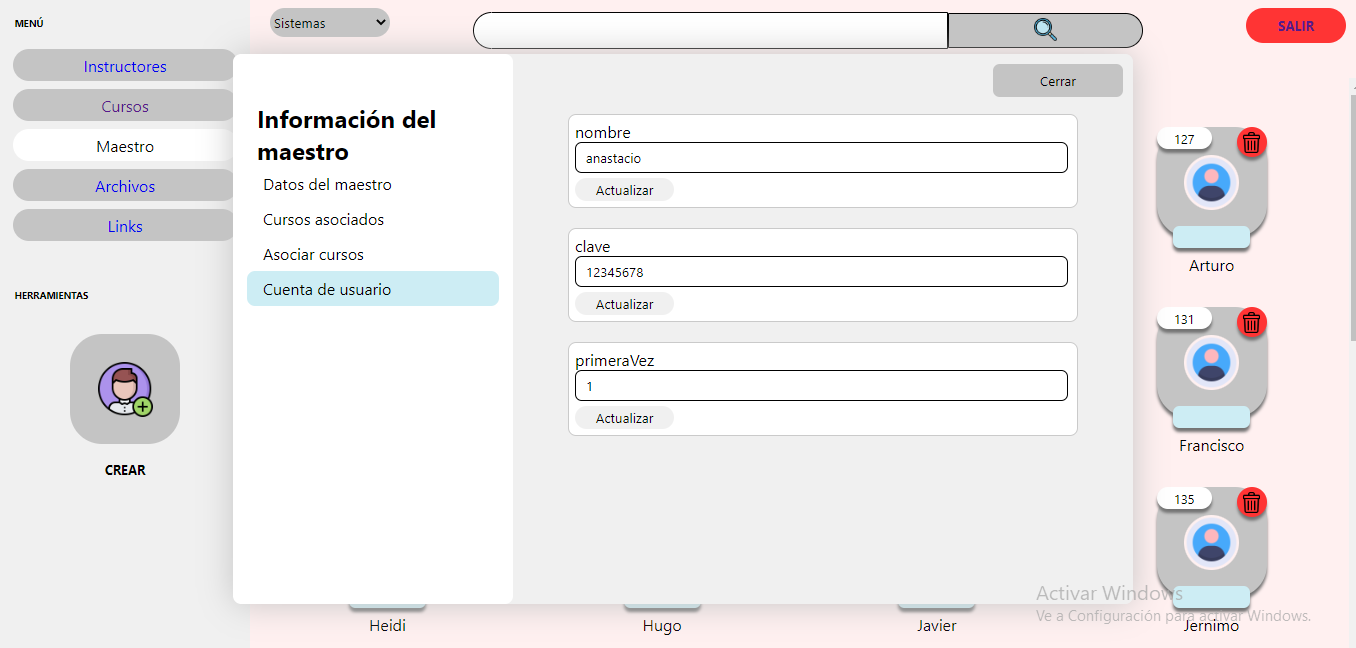 MENÚ
Sistemas
SALIR
Instructores
Cursos
Maestro
Archivos
Links
HERRAMIENTAS
CREAR
Información del
maestro
Datos del maestro
Cursos asociados
Asociar cursos
Cuenta de usuario
Cerrar
nombre
anastacio
Actualizar
clave
12345678
Actualizar
primeraVez
1
Actualizar
127
Arturo
131
Francisco
135
Jernimo
Heidi
Hugo
Javier
Activar Windows
Ve a Configuración para activar Windows.